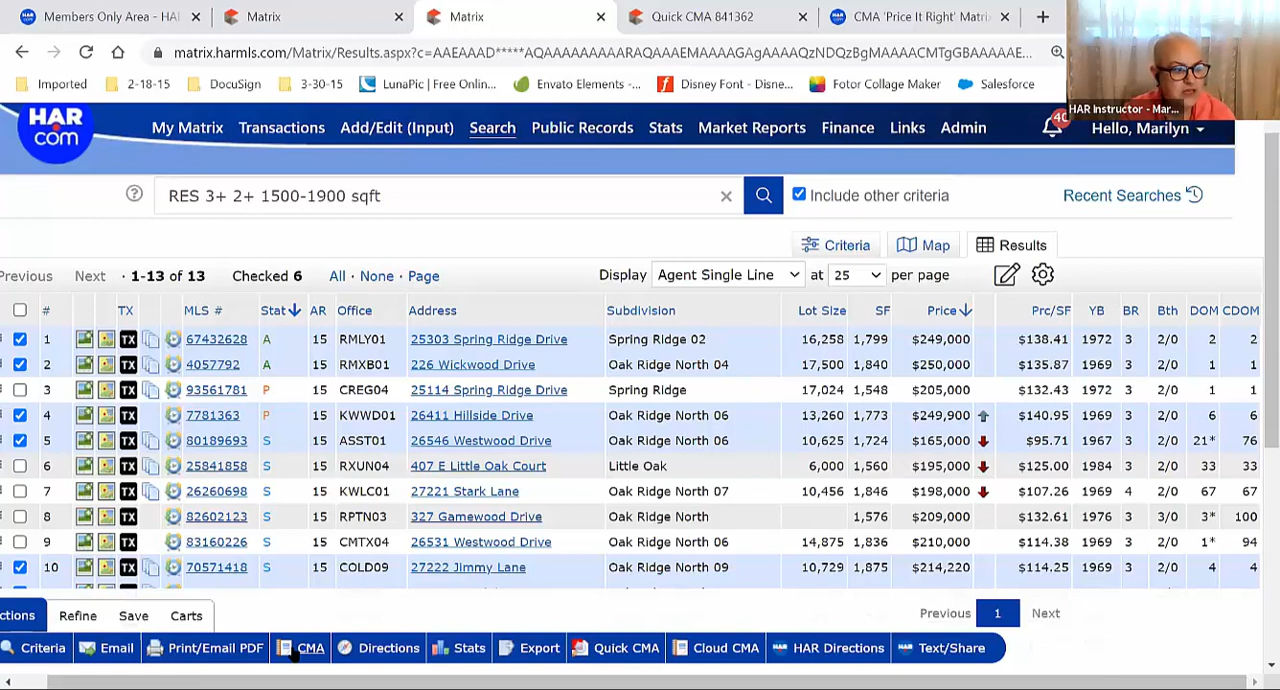 Members Only Area - HA
Matrix
Matrix
Quick CMA B11362
CMA 'Price It Right' Matri
matrix.harmls.com/Matrix/Results.aspx?c=AAEAAAD*****AQAAAAAAAAARAQAAAEMAAAAGAgAAAAQzNDQzBgMAAAACMTgGBAAAAAE...
Imported
2-18-15
DocuSign
3-30-15
LunaPic | Free Onlin...
Envato Elements -...
Disney Font - Disne...
Fotor Collage Maker
Salesforce
HAR Instructor - Mar...
HAR com
My Matrix Transactions Add/Edit (Input) Search Public Records Stats Market Reports Finance Links Admin
40
Hello, Marilyn
RES 3+ 2+ 1500-1900 sqft
Include other criteria
Recent Searches
Criteria Map Results
Previous Next · 1-13 of 13 Checked 6 All · None · Page
Display Agent Single Line at 25 per page
# TX MLS # Stat AR Office Address Subdivision Lot Size SF Price Prc/SF YB BR Bth DOM CDOM
1 TX 67432628 A 15 RMLY01 25303 Spring Ridge Drive Spring Ridge 02 16,258 1,799 $249,000 $138.41 1972 3 2/0 2 2
2 TX 4057792 A 15 RMXB01 226 Wickwood Drive Oak Ridge North 04 17,500 1,840 $250,000 $135.87 1969 3 2/0 1 1
3 TX 93561781 P 15 CREG04 25114 Spring Ridge Drive Spring Ridge 17,024 1,548 $205,000 $132.43 1972 3 2/0 1 1
4 TX 7781363 P 15 KWWD01 26411 Hillside Drive Oak Ridge North 06 13,260 1,773 $249,900 $140.95 1969 3 2/0 6 6
5 TX 80189693 S 15 ASST01 26546 Westwood Drive Oak Ridge North 06 10,625 1,724 $165,000 $95.71 1967 3 2/0 21* 76
6 TX 25841858 S 15 RXUN04 407 E Little Oak Court Little Oak 6,000 1,560 $195,000 $125.00 1984 3 2/0 33 33
7 TX 26260698 S 15 KWLC01 27221 Stark Lane Oak Ridge North 07 10,456 1,846 $198,000 $107.26 1969 4 2/0 67 67
8 TX 82602123 S 15 RPTN03 327 Gamewood Drive Oak Ridge North 1,576 $209,000 $132.61 1976 3 3/0 3* 100
9 TX 83160226 S 15 CMTX04 26531 Westwood Drive Oak Ridge North 06 14,875 1,836 $210,000 $114.38 1969 3 2/0 1* 94
10 TX 70571418 S 15 COLD09 27222 Jimmy Lane Oak Ridge North 09 10,729 1,875 $214,220 $114.25 1969 3 2/0 4 4
ctions Refine Save Carts
Previous 1 Next
Criteria Email Print/Email PDF CMA Directions Stats Export Quick CMA Cloud CMA HAR Directions Text/Share